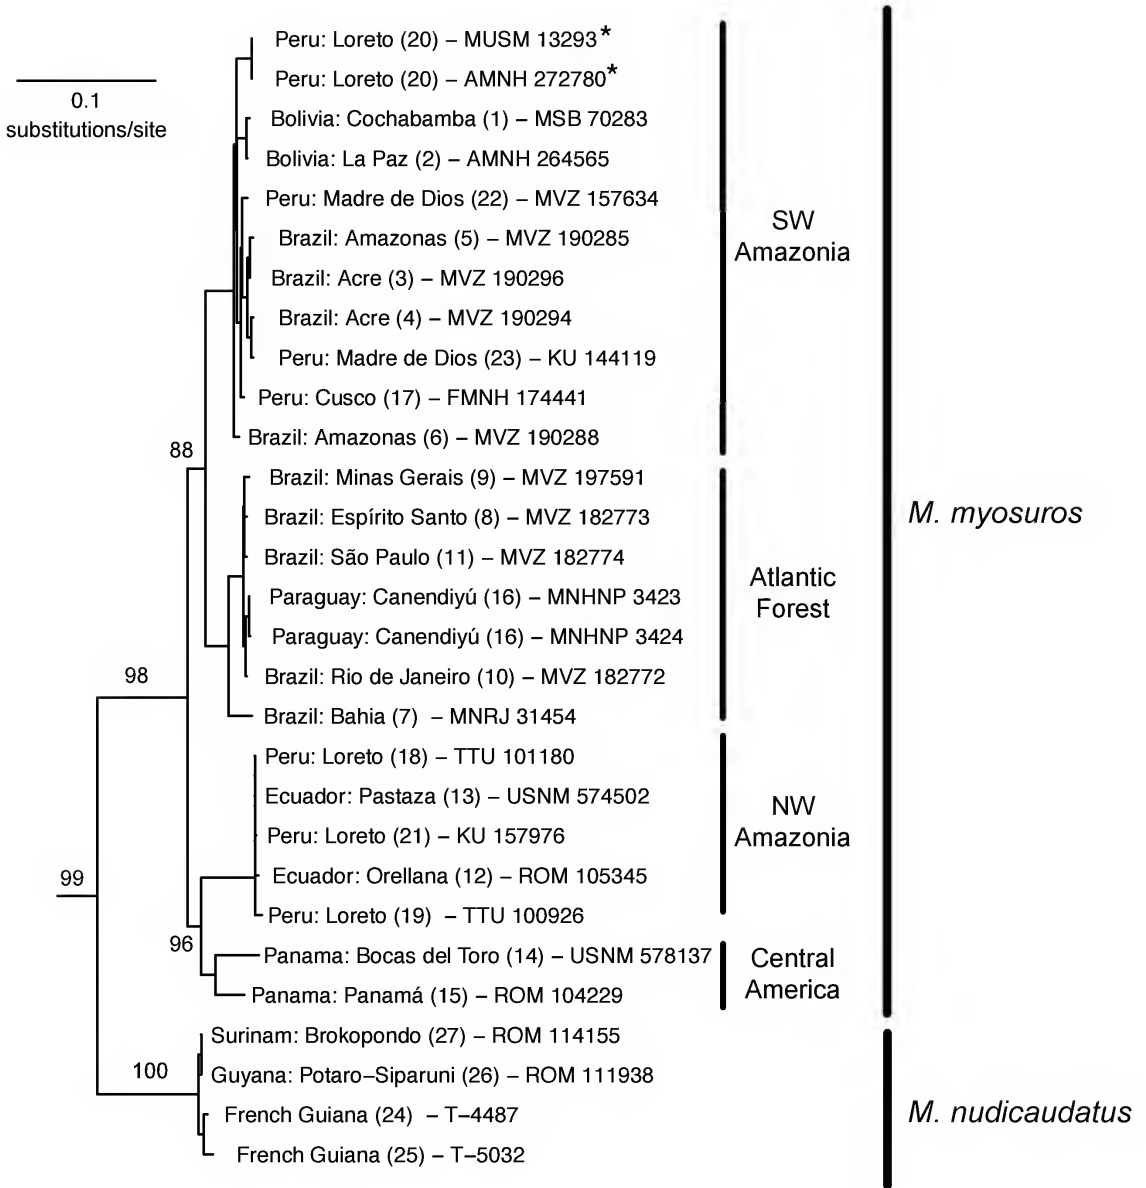 Peru: Loreto (20) – MUSM 13293*
Peru: Loreto (20) – AMNH 272780*
0.1
substitutions/site
Bolivia: Cochabamba (1) – MSB 70283
Bolivia: La Paz (2) – AMNH 264565
Peru: Madre de Dios (22) – MVZ 157634
Brazil: Amazonas (5) – MVZ 190285
Brazil: Acre (3) – MVZ 190296
Brazil: Acre (4) – MVZ 190294
Peru: Madre de Dios (23) – KU 144119
Peru: Cusco (17) – FMNH 174441
Brazil: Amazonas (6) – MVZ 190288
SW
Amazonia
88
Brazil: Minas Gerais (9) – MVZ 197591
Brazil: Espírito Santo (8) – MVZ 182773
Brazil: São Paulo (11) – MVZ 182774
Paraguay: Canendiyú (16) – MNHNP 3423
Paraguay: Canendiyú (16) – MNHNP 3424
Brazil: Rio de Janeiro (10) – MVZ 182772
Brazil: Bahia (7) – MNRJ 31454
Atlantic
Forest
M. myosuros
98
Peru: Loreto (18) – TTU 101180
Ecuador: Pastaza (13) – USNM 574502
Peru: Loreto (21) – KU 157976
Ecuador: Orellana (12) – ROM 105345
Peru: Loreto (19) – TTU 100926
NW
Amazonia
99
96
Panama: Bocas del Toro (14) – USNM 578137
Panama: Panamá (15) – ROM 104229
Central
America
Surinam: Brokopondo (27) – ROM 114155
Guyana: Potaro–Siparuni (26) – ROM 111938
French Guiana (24) – T–4487
French Guiana (25) – T–5032
100
M. nudicaudatus